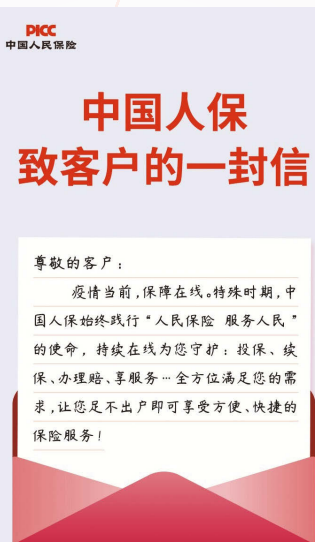 PICC
中国人民保险
中国人保
致客户的一封信
尊敬的客户：
疫情当前,保障在线。特殊时期,中
国人保始终践行“人民保险 服务人民”
的使命，持续在线为您守护：投保、续
保、办理赔、享服务…全方位满足您的需
求,让您足不出户即可享受方便、快捷的
保险服务！